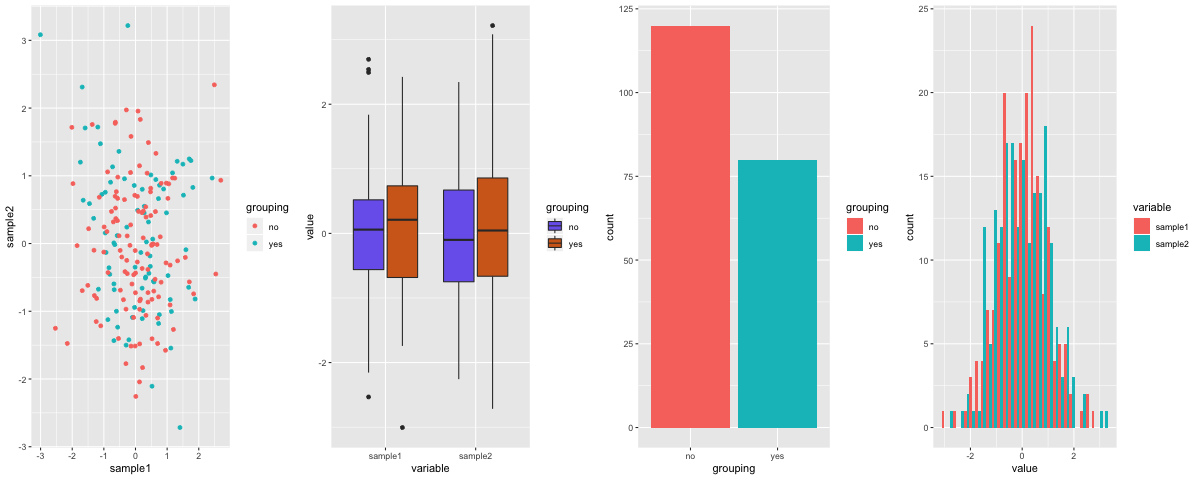 sample2
3
2
1
0
-1
-2
-3
-3 -2 -1 0 1 2
sample1
grouping
no
yes
value
2
0
-2
sample1 sample2
variable
grouping
no
yes
count
125
100
75
50
25
0
no yes
grouping
grouping
no
yes
count
25
20
15
10
5
0
-2 0 2
value
variable
sample1
sample2